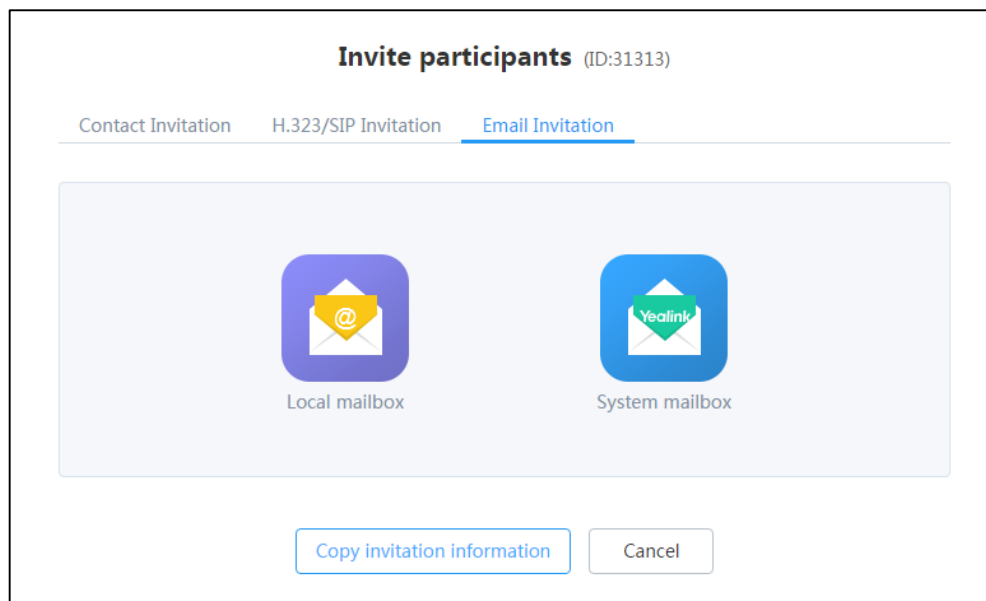 Invite participants (ID:31313)
Contact Invitation H.323/SIP Invitation Email Invitation
@ Yealink
Local mailbox System mailbox
Copy invitation information Cancel